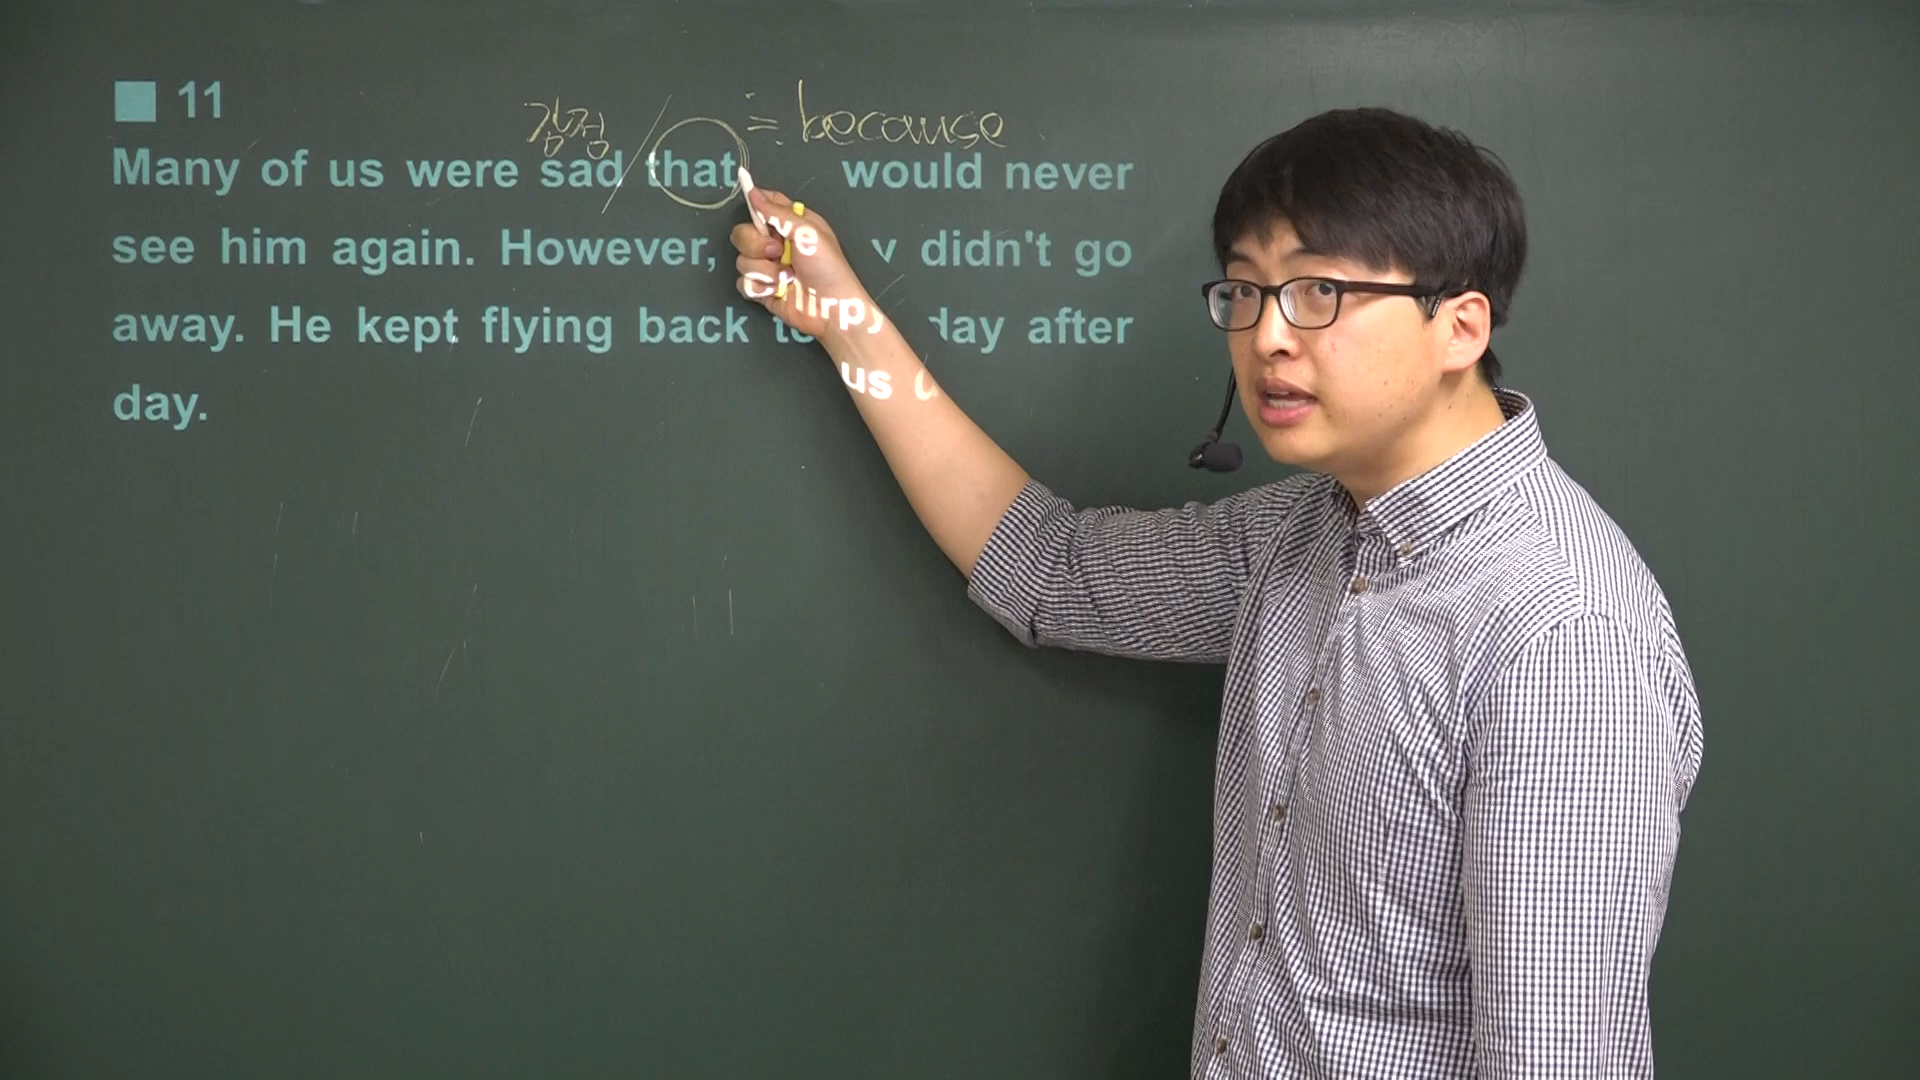 ■ 11
감정 / = because
Many of us were sad that we would never
see him again. However, Chirpy didn't go
away. He kept flying back to us day after
day.